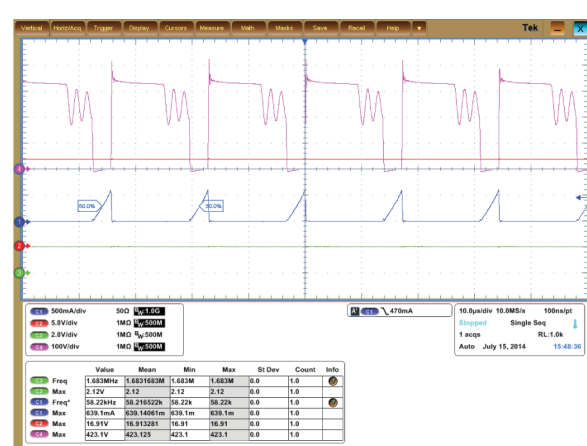 Vertical Horiz/Acq Trigger Display Cursors Measure Math Masks Save Recall Help Tek X
4
50.0% 50.0%
1
2
3
C1 500mA/div 50Ω BW:1.0G
C2 5.0V/div 1MΩ BW:500M
C3 2.0V/div 1MΩ BW:500M
C4 100V/div 1MΩ BW:500M
A' C1 470mA
10.0µs/div 10.0MS/s 100ns/pt
Stopped Single Seq
1 acqs RL:1.0k
Auto July 15, 2014 15:48:36
Value Mean Min Max St Dev Count Info
C3 Freq 1.683MHz 1.6831683M 1.683M 1.683M 0.0 1.0
C3 Max 2.12V 2.12 2.12 2.12 0.0 1.0
C1 Freq* 58.22kHz 58.216522k 58.22k 58.22k 0.0 1.0
C1 Max 639.1mA 639.14061m 639.1m 639.1m 0.0 1.0
C2 Max 16.91V 16.913281 16.91 16.91 0.0 1.0
C4 Max 423.1V 423.125 423.1 423.1 0.0 1.0